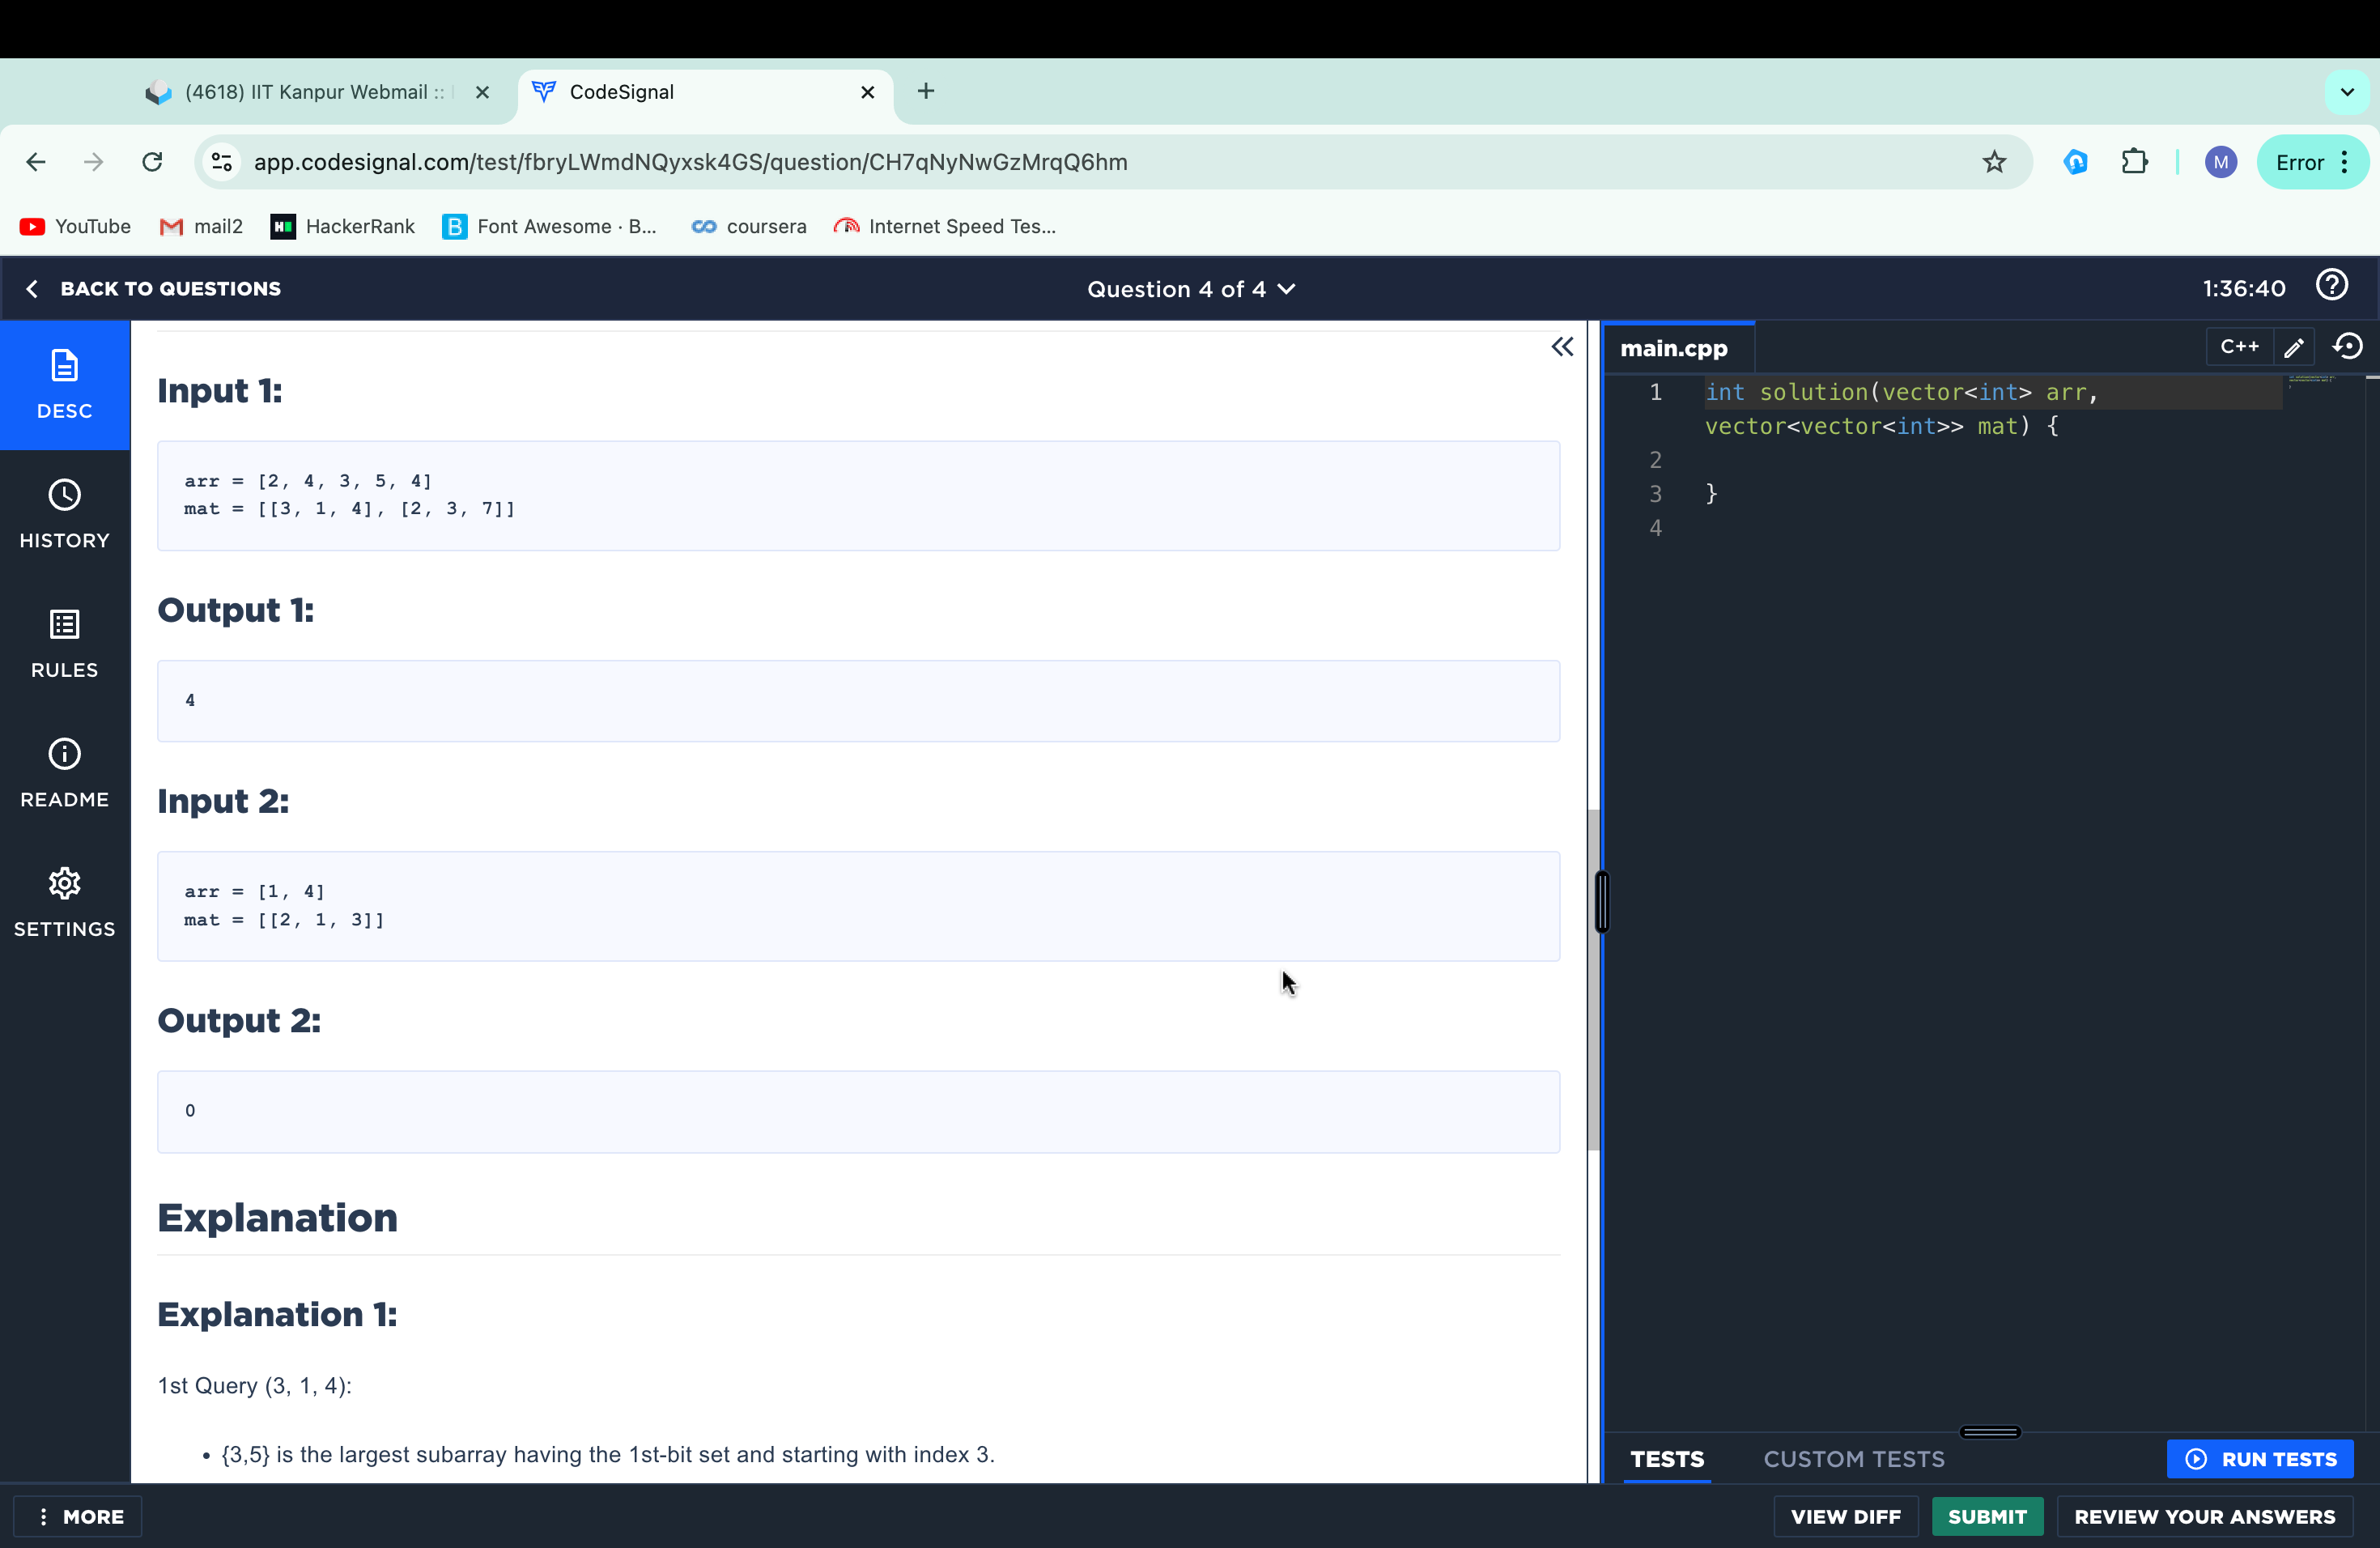 (4618) IIT Kanpur Webmail ::
CodeSignal
app.codesignal.com/test/fbryLWmdNQyxsk4GS/question/CH7qNyNwGzMrqQ6hm
M
Error
YouTube
mail2
HackerRank
Font Awesome · B...
coursera
Internet Speed Tes...
BACK TO QUESTIONS
Question 4 of 4
1:36:40
DESC
HISTORY
RULES
README
SETTINGS
Input 1:
arr = [2, 4, 3, 5, 4]
mat = [[3, 1, 4], [2, 3, 7]]
Output 1:
4
Input 2:
arr = [1, 4]
mat = [[2, 1, 3]]
Output 2:
0
Explanation
Explanation 1:
1st Query (3, 1, 4):
• {3,5} is the largest subarray having the 1st-bit set and starting with index 3.
main.cpp
C++
1 int solution(vector<int> arr,
vector<vector<int>> mat) {
2
3 }
4
TESTS
CUSTOM TESTS
RUN TESTS
MORE
VIEW DIFF
SUBMIT
REVIEW YOUR ANSWERS